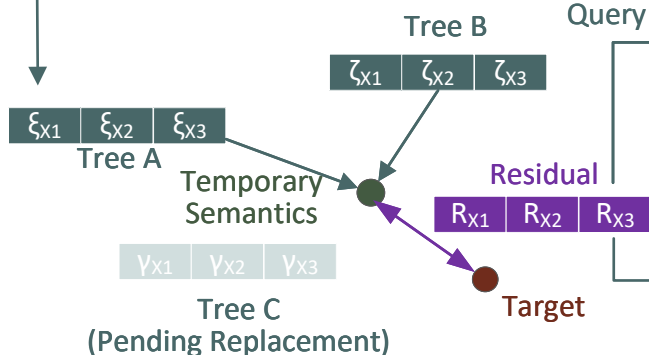 Query
Tree B
ζX1 ζX2 ζX3
ξX1 ξX2 ξX3
Tree A
Temporary
Semantics
Residual
RX1 RX2 RX3
γX1 γX2 γX3
Target
Tree C
(Pending Replacement)